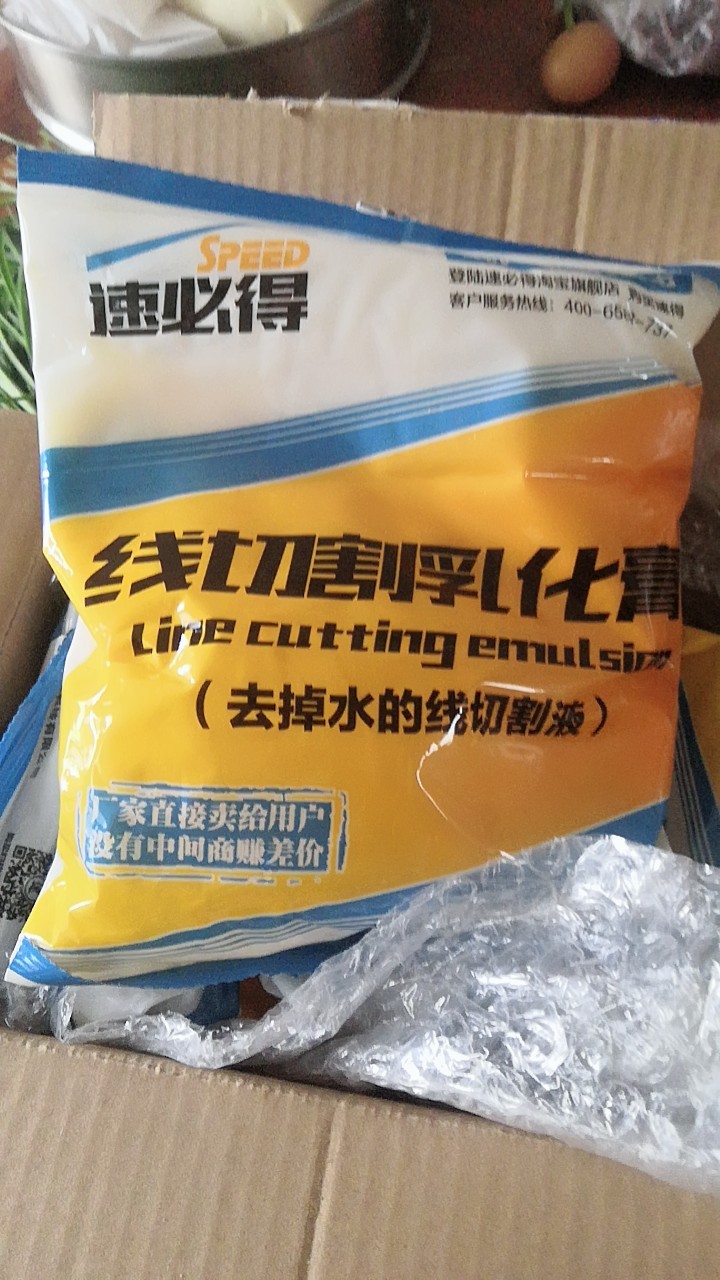 SPEED
速必得
登陆速必得淘宝旗舰店
客户服务热线：400-658
线切割乳化膏
Line cutting emulsion
（去掉水的线切割液）
厂家直接卖给用户
没有中间商赚差价